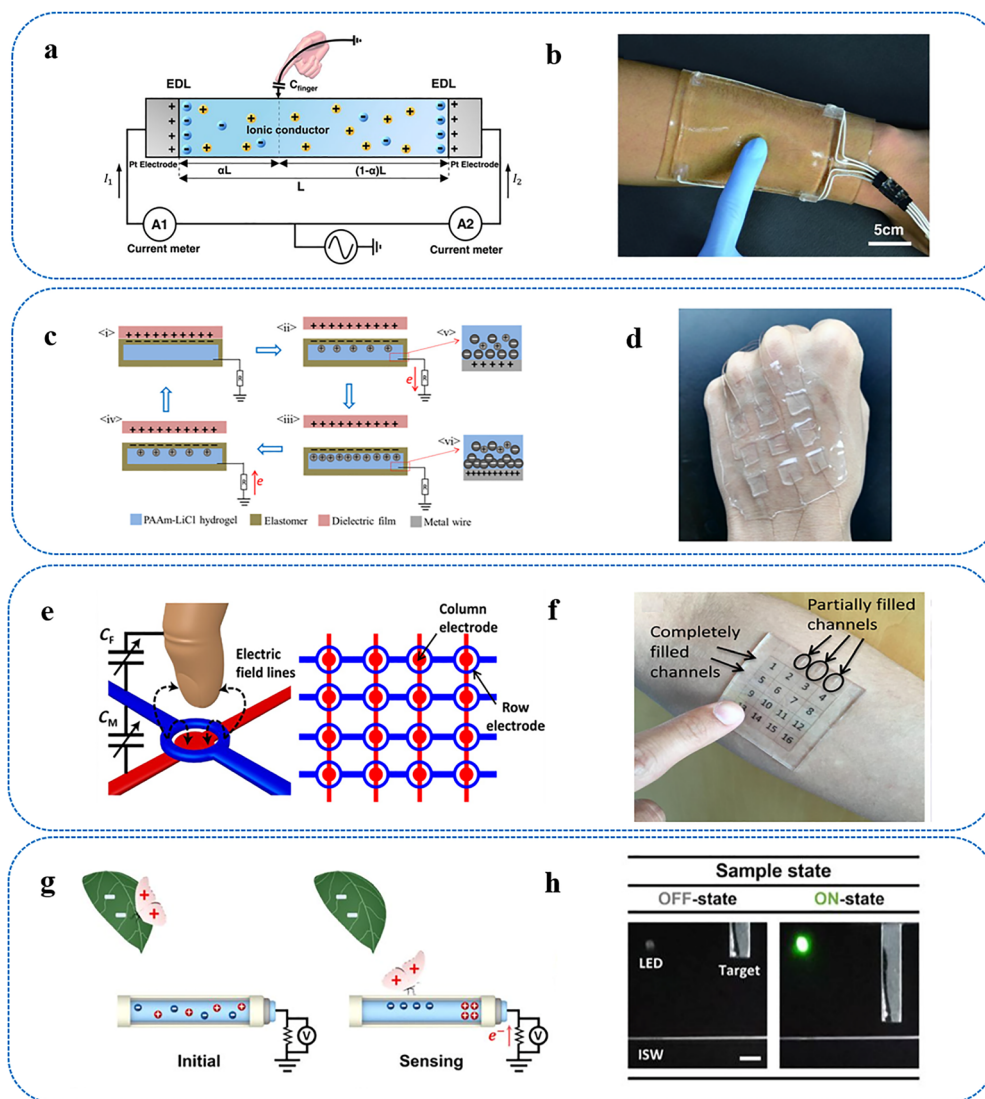 a
C_finger
EDL
EDL
Ionic conductor
Pt Electrode
Pt Electrode
αL
(1-α)L
L
I₁
I₂
A1
A2
Current meter
Current meter
b
5cm
c
<i>
<ii>
<v>
R
R
e
<iv>
<iii>
<vi>
R
R
e
PAAm-LiCl hydrogel
Elastomer
Dielectric film
Metal wire
d
e
C_F
C_M
Electric
field lines
Column
electrode
Row
electrode
f
Partially filled
channels
Completely
filled
channels
1 2 3 4
5 6 7 8
9 10 11 12
13 14 15 16
g
V
Initial
e⁻
V
Sensing
h
Sample state
OFF-state
ON-state
LED
Target
ISW